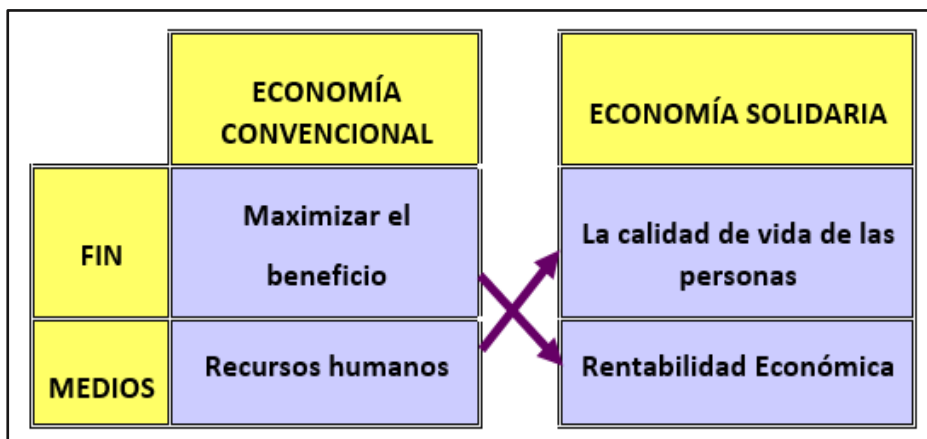 ECONOMÍA
CONVENCIONAL
ECONOMÍA SOLIDARIA
FIN
Maximizar el
beneficio
La calidad de vida de las
personas
MEDIOS
Recursos humanos
Rentabilidad Económica